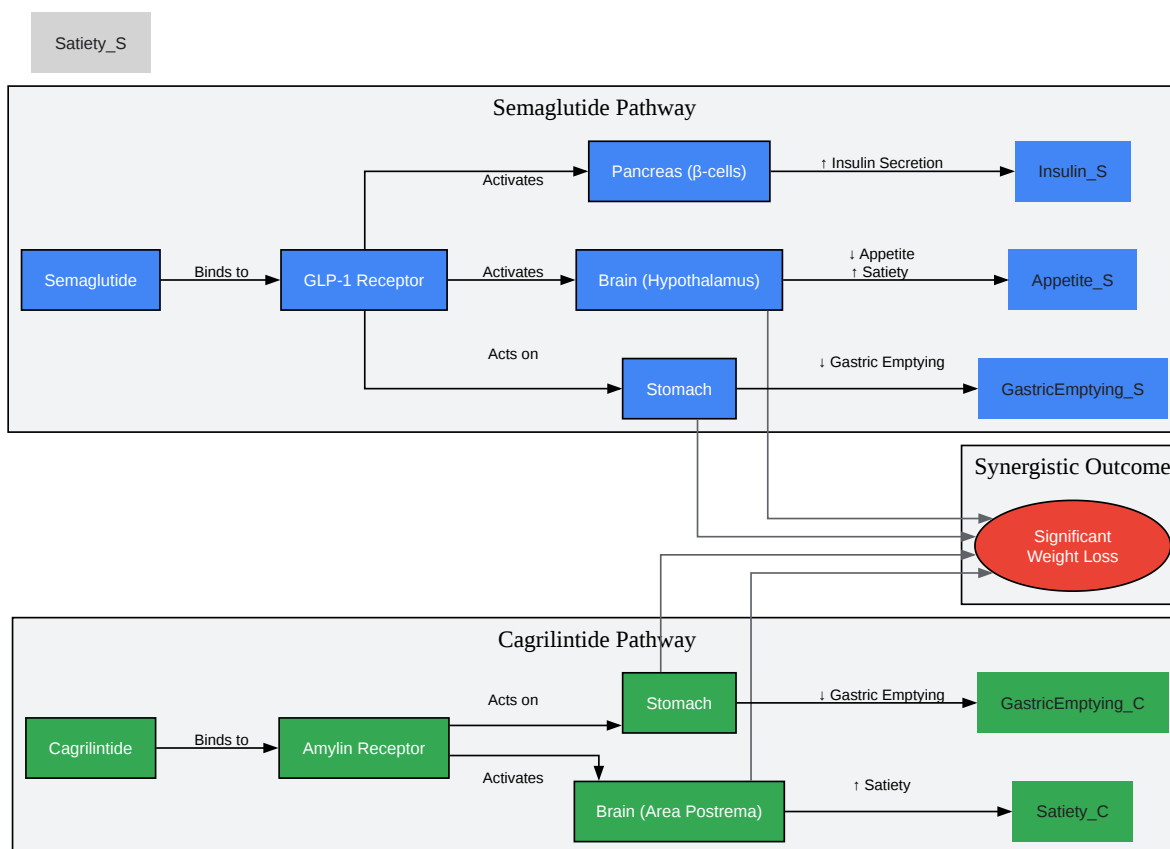 Satiety_S
Semaglutide Pathway
Pancreas (β-cells)
↑ Insulin Secretion
Insulin_S
Activates
Semaglutide
Binds to
GLP-1 Receptor
Activates
Brain (Hypothalamus)
↓ Appetite
↑ Satiety
Appetite_S
Acts on
Stomach
↓ Gastric Emptying
GastricEmptying_S
Synergistic Outcome
Significant
Weight Loss
Cagrilintide Pathway
Cagrilintide
Binds to
Amylin Receptor
Acts on
Stomach
↓ Gastric Emptying
GastricEmptying_C
Activates
Brain (Area Postrema)
↑ Satiety
Satiety_C